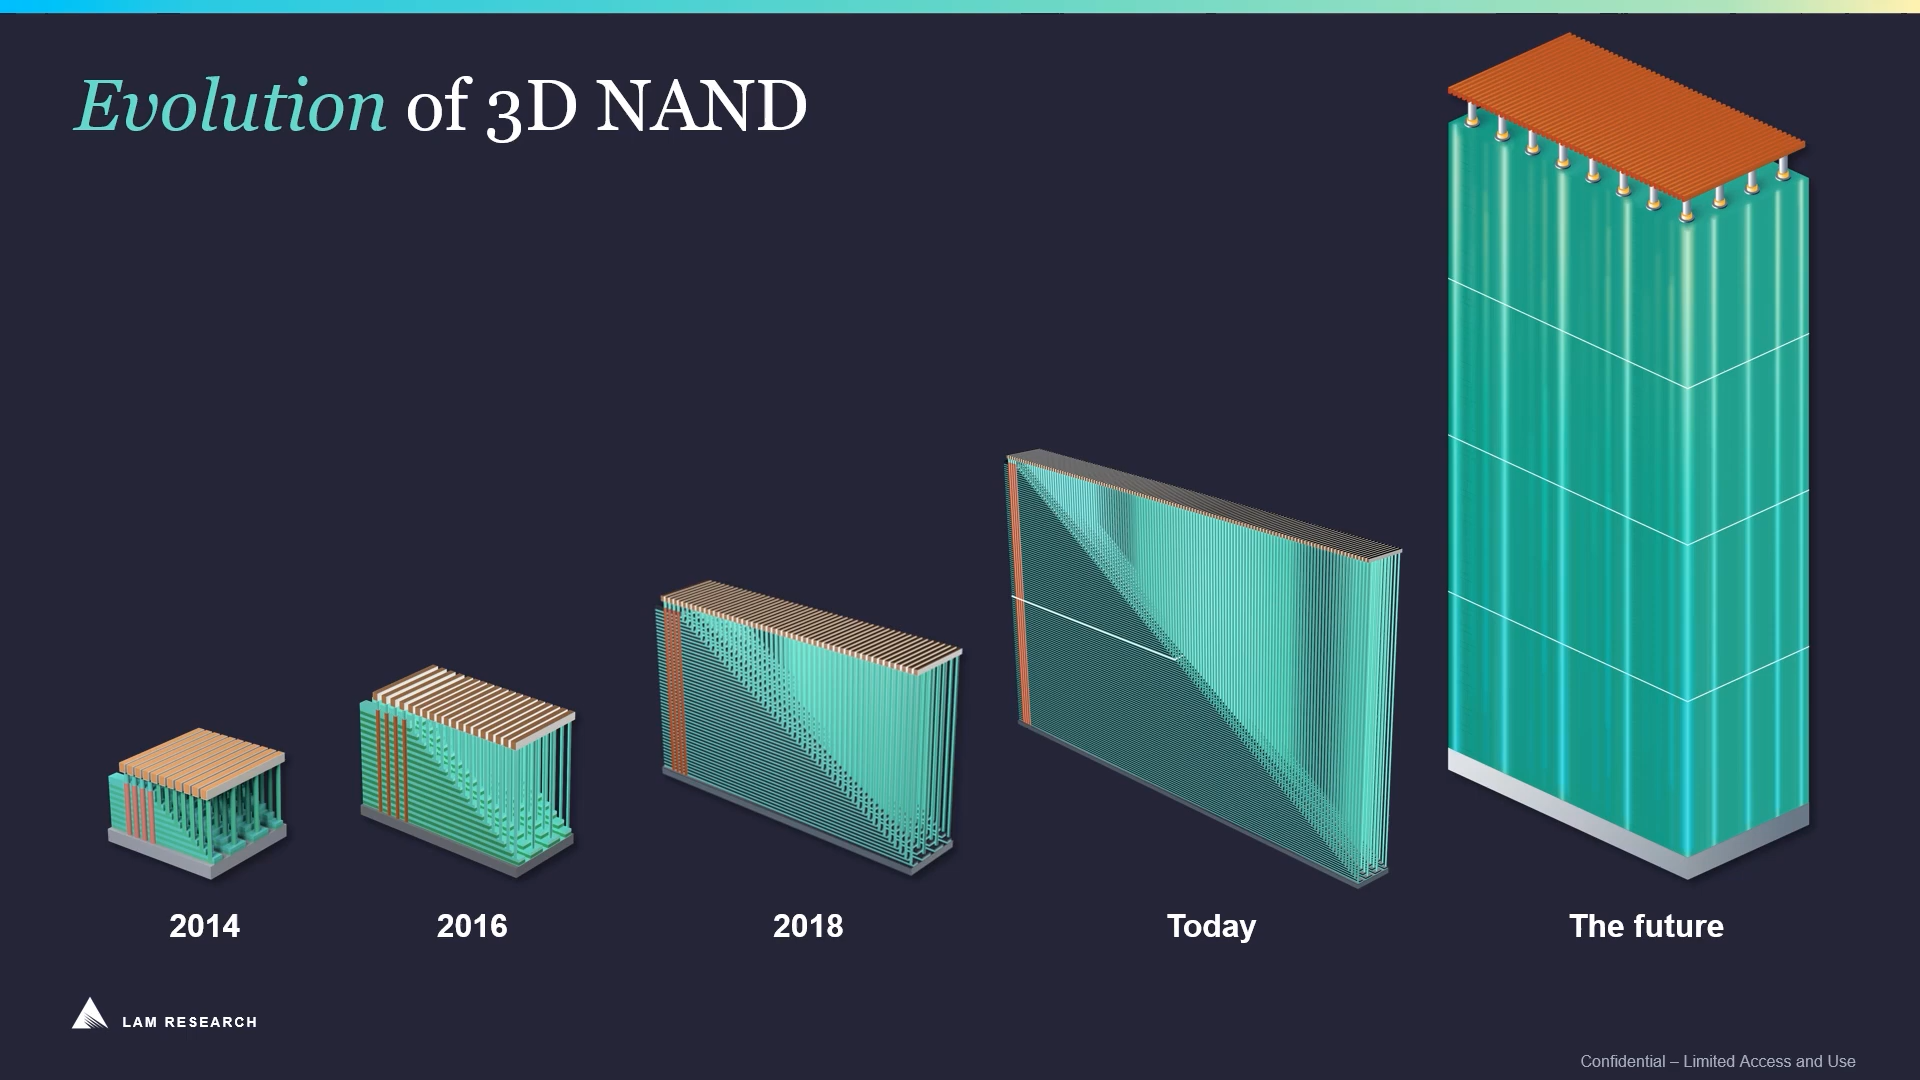 Evolution of 3D NAND
2014
2016
2018
Today
The future
LAM RESEARCH
Confidential – Limited Access and Use